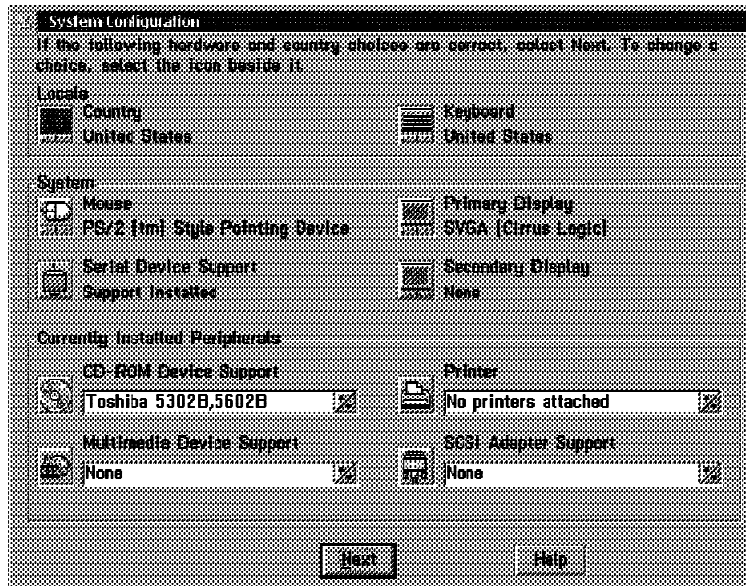 System Configuration
If the following hardware and country choices are correct, select Next. To change a
choice, select the icon beside it.
Locale
Country
United States
Keyboard
United States
System
Mouse
PS/2 (tm) Style Pointing Device
Primary Display
SVGA (Cirrus Logic)
Serial Device Support
Support Installed
Secondary Display
None
Currently Installed Peripherals
CD-ROM Device Support
Toshiba 5302B,5602B
Printer
No printers attached
Multimedia Device Support
None
SCSI Adapter Support
None
Next
Help